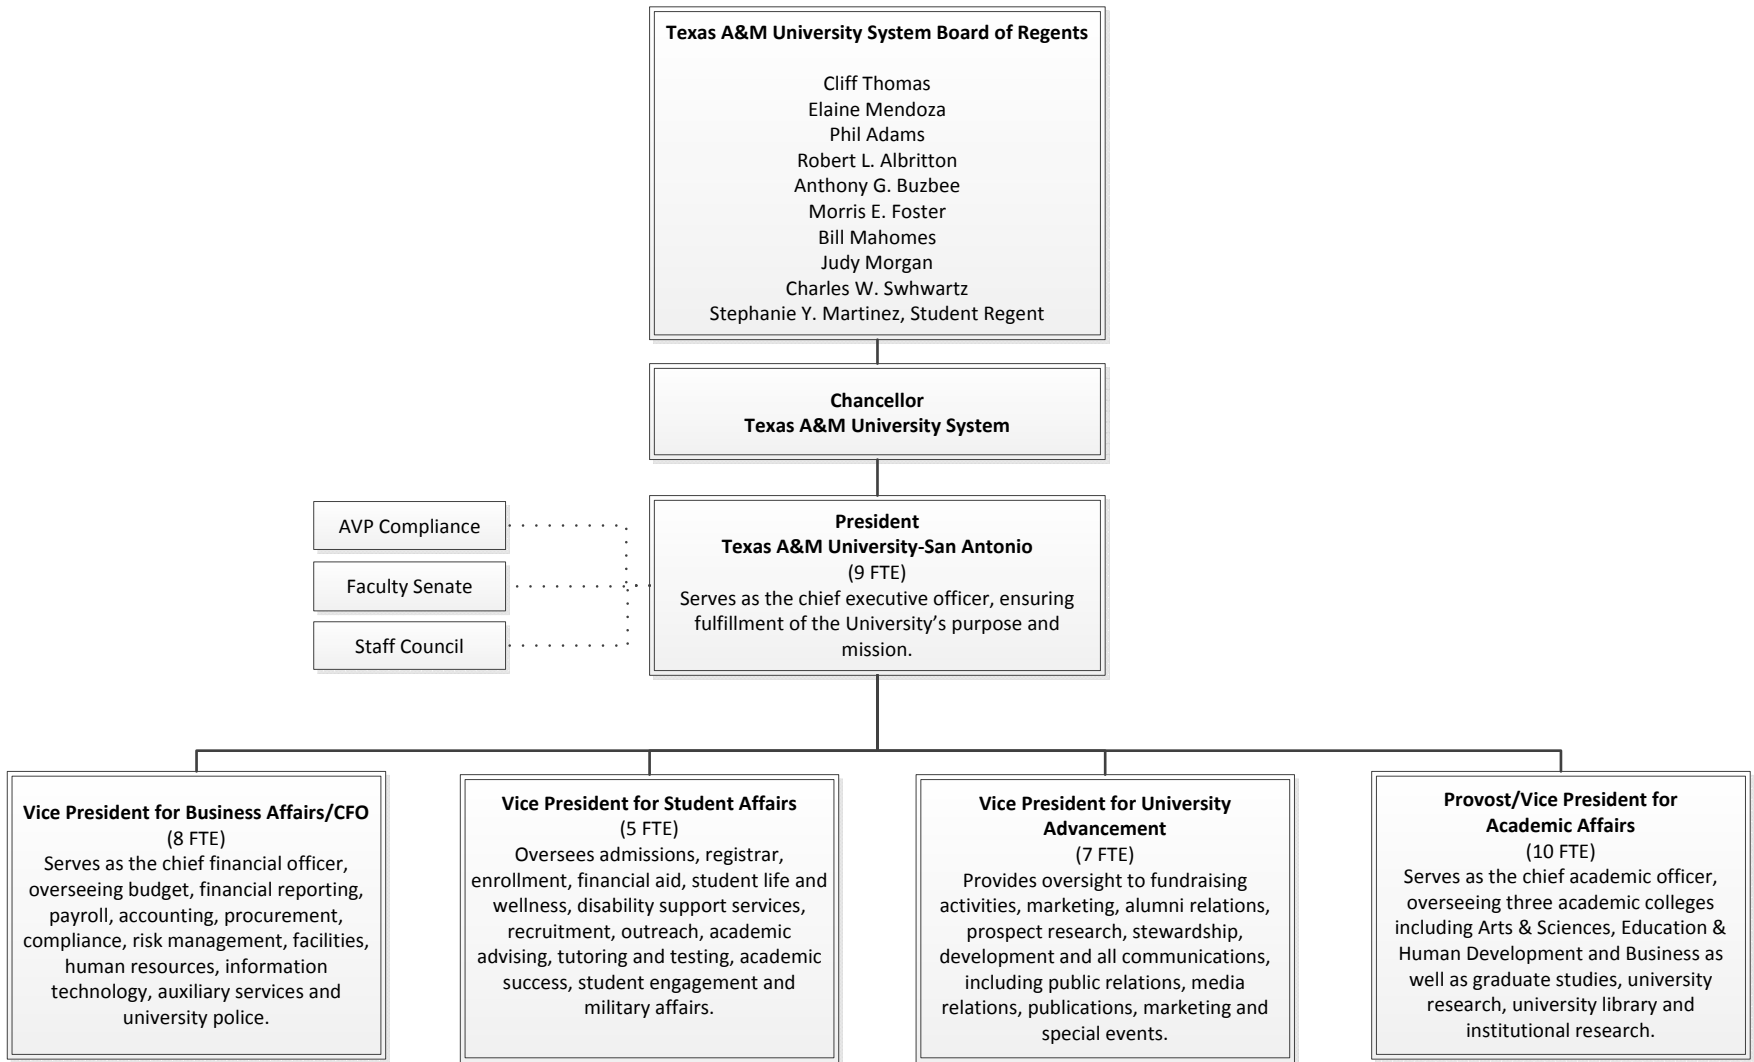 Texas A&M University System Board of Regents
Cliff Thomas
Elaine Mendoza
Phil Adams
Robert L. Albritton
Anthony G. Buzbee
Morris E. Foster
Bill Mahomes
Judy Morgan
Charles W. Swhwartz
Stephanie Y. Martinez, Student Regent
Chancellor
Texas A&M University System
AVP Compliance
Faculty Senate
Staff Council
President
Texas A&M University-San Antonio
(9 FTE)
Serves as the chief executive officer, ensuring
fulfillment of the University’s purpose and
mission.
Vice President for Business Affairs/CFO
(8 FTE)
Serves as the chief financial officer,
overseeing budget, financial reporting,
payroll, accounting, procurement,
compliance, risk management, facilities,
human resources, information
technology, auxiliary services and
university police.
Vice President for Student Affairs
(5 FTE)
Oversees admissions, registrar,
enrollment, financial aid, student life and
wellness, disability support services,
recruitment, outreach, academic
advising, tutoring and testing, academic
success, student engagement and
military affairs.
Vice President for University
Advancement
(7 FTE)
Provides oversight to fundraising
activities, marketing, alumni relations,
prospect research, stewardship,
development and all communications,
including public relations, media
relations, publications, marketing and
special events.
Provost/Vice President for
Academic Affairs
(10 FTE)
Serves as the chief academic officer,
overseeing three academic colleges
including Arts & Sciences, Education &
Human Development and Business as
well as graduate studies, university
research, university library and
institutional research.